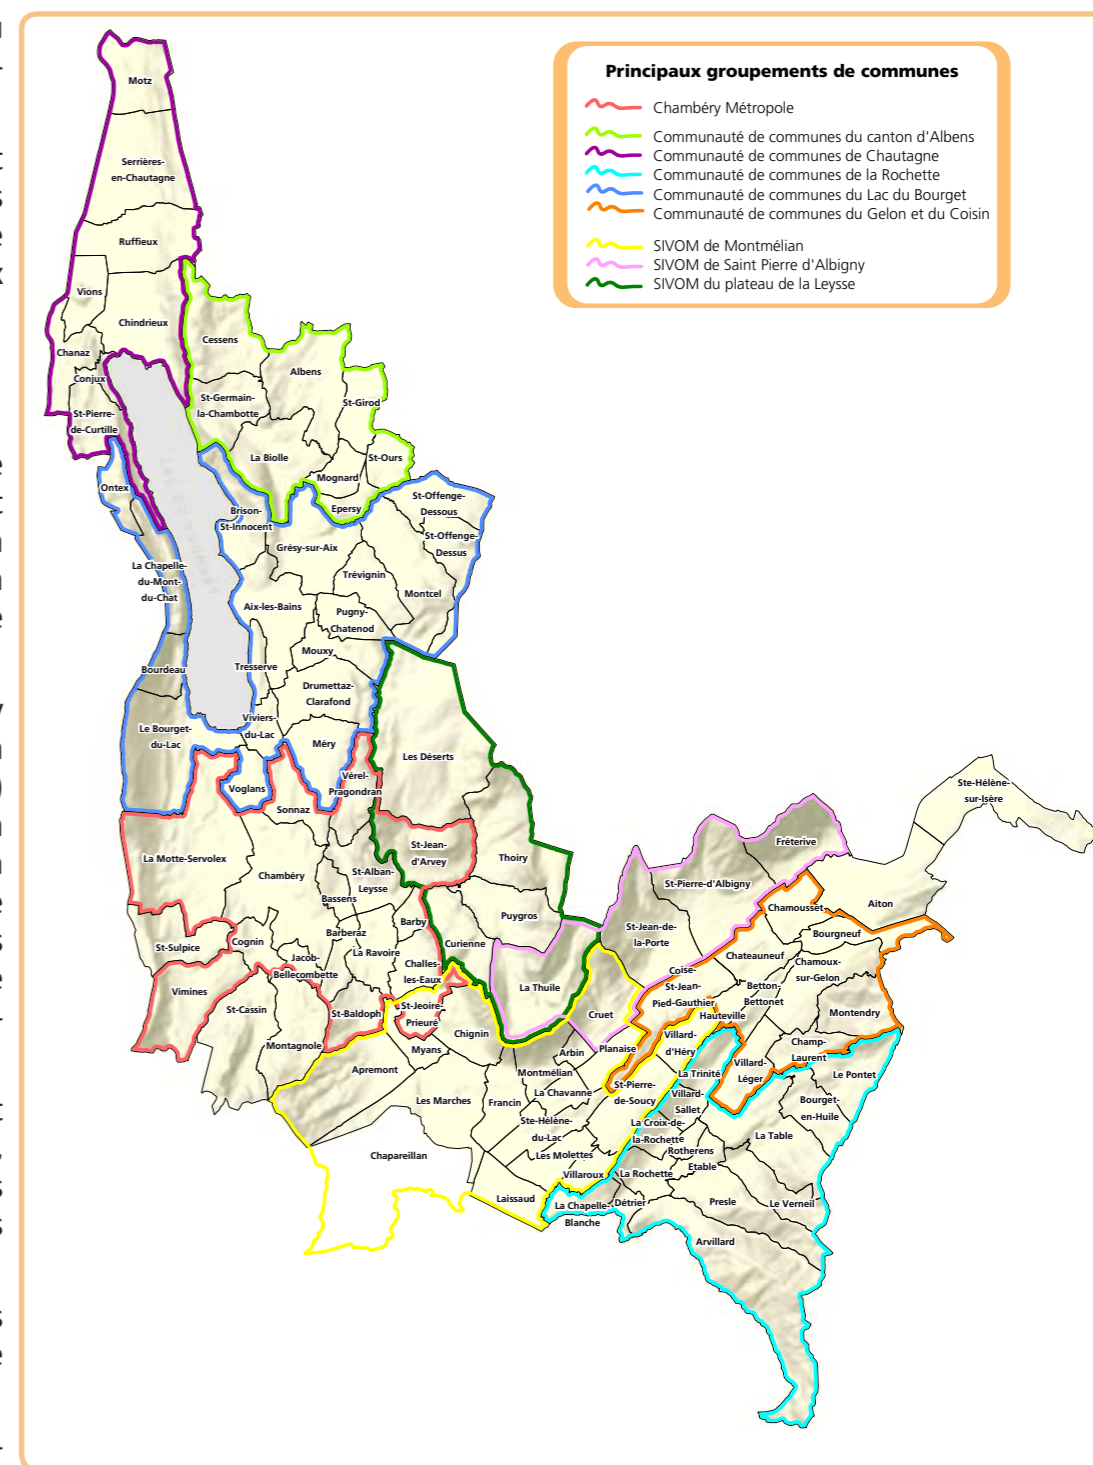 Principaux groupements de communes
Chambéry Métropole
Communauté de communes du canton d'Albens
Communauté de communes de Chautagne
Communauté de communes de la Rochette
Communauté de communes du Lac du Bourget
Communauté de communes du Gelon et du Coisin
SIVOM de Montmélian
SIVOM de Saint Pierre d'Albigny
SIVOM du plateau de la Leysse
Motz
Serrières-
en-Chautagne
Ruffieux
Vions
Chindrieux
Chanaz
Conjux
St-Pierre-
de-Curtille
Cessens
Albens
St-Germain-
la-Chambotte
St-Girod
La Biolle
St-Ours
Mognard
Epersy
Ontex
Brison-
St-Innocent
St-Offenge-
Dessous
St-Offenge-
Dessus
Grésy-sur-Aix
La Chapelle-
du-Mont-
du-Chat
Trévignin
Montcel
Aix-les-Bains
Pugny-
Chatenod
Mouxy
Bourdeau
Tresserve
Drumettaz-
Clarafond
Le Bourget-
du-Lac
Viviers-
du-Lac
Méry
Les Déserts
Voglans
Vérel-
Pragondran
Sonnaz
Ste-Hélène-
sur-Isère
La Motte-Servolex
Chambéry
St-Jean-
d'Arvey
Thoiry
Fréterive
St-Alban-
Leysse
Bassens
St-Pierre-d'Albigny
Aiton
Chamousset
Puygros
Barby
Barberaz
St-Jean-de-
la-Porte
Bourgneuf
St-Sulpice
Cognin
Curienne
La Ravoire
Jacob-
Bellecombette
Challes-
les-Eaux
Chateauneuf
Chamoux-
sur-Gelon
Coise-
St-Jean-
Pied-Gauthier
Betton-
Bettonet
Vimines
La Thuile
St-Cassin
St-Baldoph
St-Jeoire-
Prieuré
Cruet
Hauteville
Montendry
Chignin
Montagnole
Villard-
d'Héry
Champ-
Laurent
Myans
Arbin
Planaise
Apremont
Montmélian
La Trinité
Villard-
Léger
Le Pontet
La Chavanne
St-Pierre-
de-Soucy
Villard-
Sallet
Bourget-
en-Huile
Les Marches
Francin
Ste-Hélène-
du-Lac
La Croix-de-
la-Rochette
La Table
Rotherens
Chapareillan
Les Molettes
Etable
Villaroux
La Rochette
Laissaud
La Chapelle-
Blanche
Détrier
Presle
Le Verneil
Arvillard